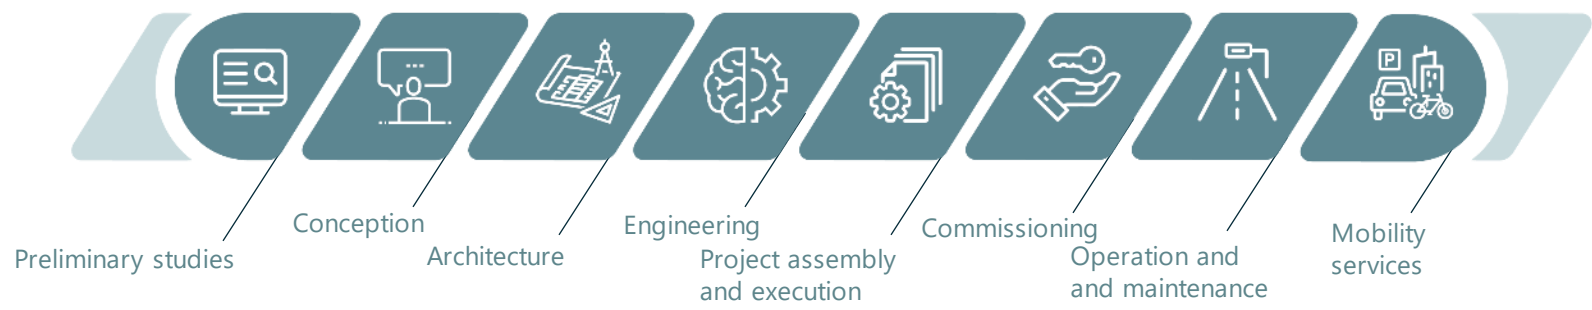 P
Preliminary studies
Conception
Architecture
Engineering
Project assembly
and execution
Commissioning
Operation and
and maintenance
Mobility
services